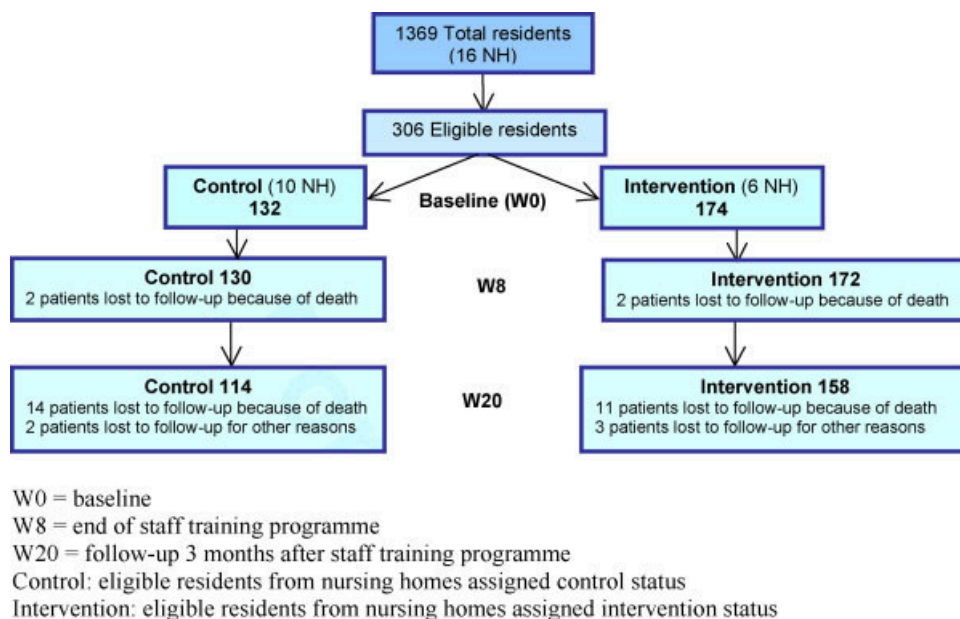 1369 Total residents
(16 NH)
306 Eligible residents
Control (10 NH)
132
Baseline (W0)
Intervention (6 NH)
174
Control 130
2 patients lost to follow-up because of death
W8
Intervention 172
2 patients lost to follow-up because of death
Control 114
14 patients lost to follow-up because of death
2 patients lost to follow-up for other reasons
W20
Intervention 158
11 patients lost to follow-up because of death
3 patients lost to follow-up for other reasons
W0 = baseline
W8 = end of staff training programme
W20 = follow-up 3 months after staff training programme
Control: eligible residents from nursing homes assigned control status
Intervention: eligible residents from nursing homes assigned intervention status